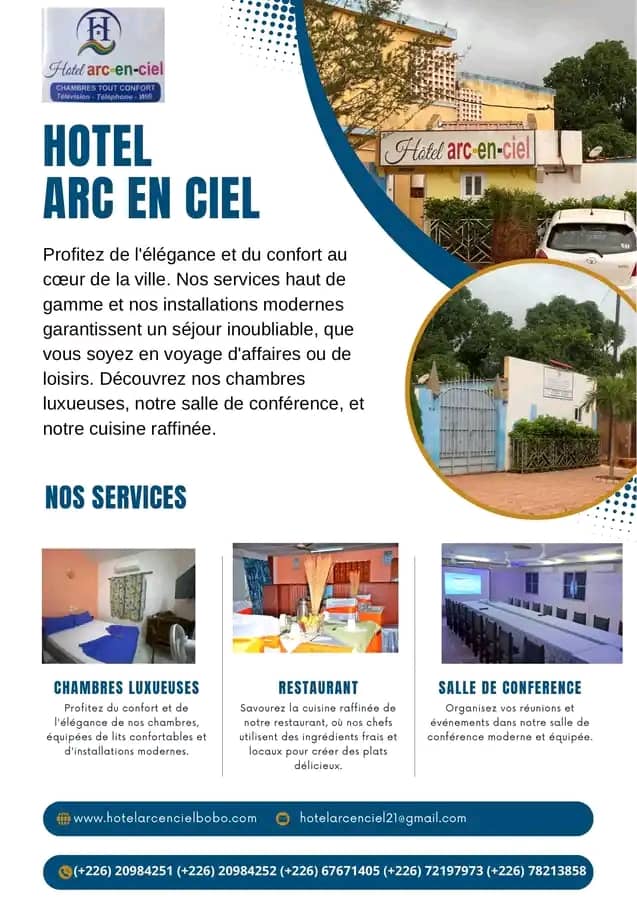 H
Hotel arc-en-ciel
CHAMBRES TOUT CONFORT
Télévision - Téléphone - Wifi
HOTEL
ARC EN CIEL
Hôtel arc-en-ciel
Profitez de l'élégance et du confort au
cœur de la ville. Nos services haut de
gamme et nos installations modernes
garantissent un séjour inoubliable, que
vous soyez en voyage d'affaires ou de
loisirs. Découvrez nos chambres
luxueuses, notre salle de conférence, et
notre cuisine raffinée.
NOS SERVICES
CHAMBRES LUXUEUSES
Profitez du confort et de
l'élégance de nos chambres,
équipées de lits confortables et
d'installations modernes.
RESTAURANT
Savourez la cuisine raffinée de
notre restaurant, où nos chefs
utilisent des ingrédients frais et
locaux pour créer des plats
délicieux.
SALLE DE CONFERENCE
Organisez vos réunions et
événements dans notre salle de
conférence moderne et équipée.
www.hotelarcencielbobo.com hotelarcenciel21@gmail.com
(+226) 20984251 (+226) 20984252 (+226) 67671405 (+226) 72197973 (+226) 78213858